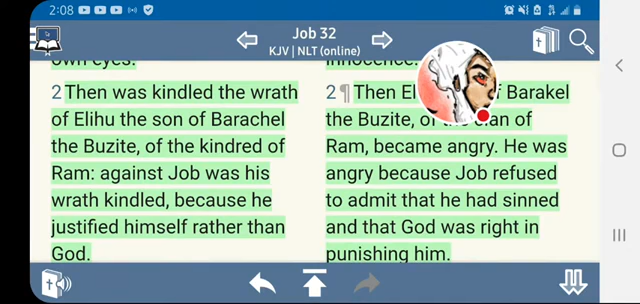 2:08
Job 32
KJV | NLT (online)
own eyes.
2 Then was kindled the wrath
of Elihu the son of Barachel
the Buzite, of the kindred of
Ram: against Job was his
wrath kindled, because he
justified himself rather than
God.
innocence.
2 ¶ Then El of Barakel
the Buzite, of clan of
Ram, became angry. He was
angry because Job refused
to admit that he had sinned
and that God was right in
punishing him.